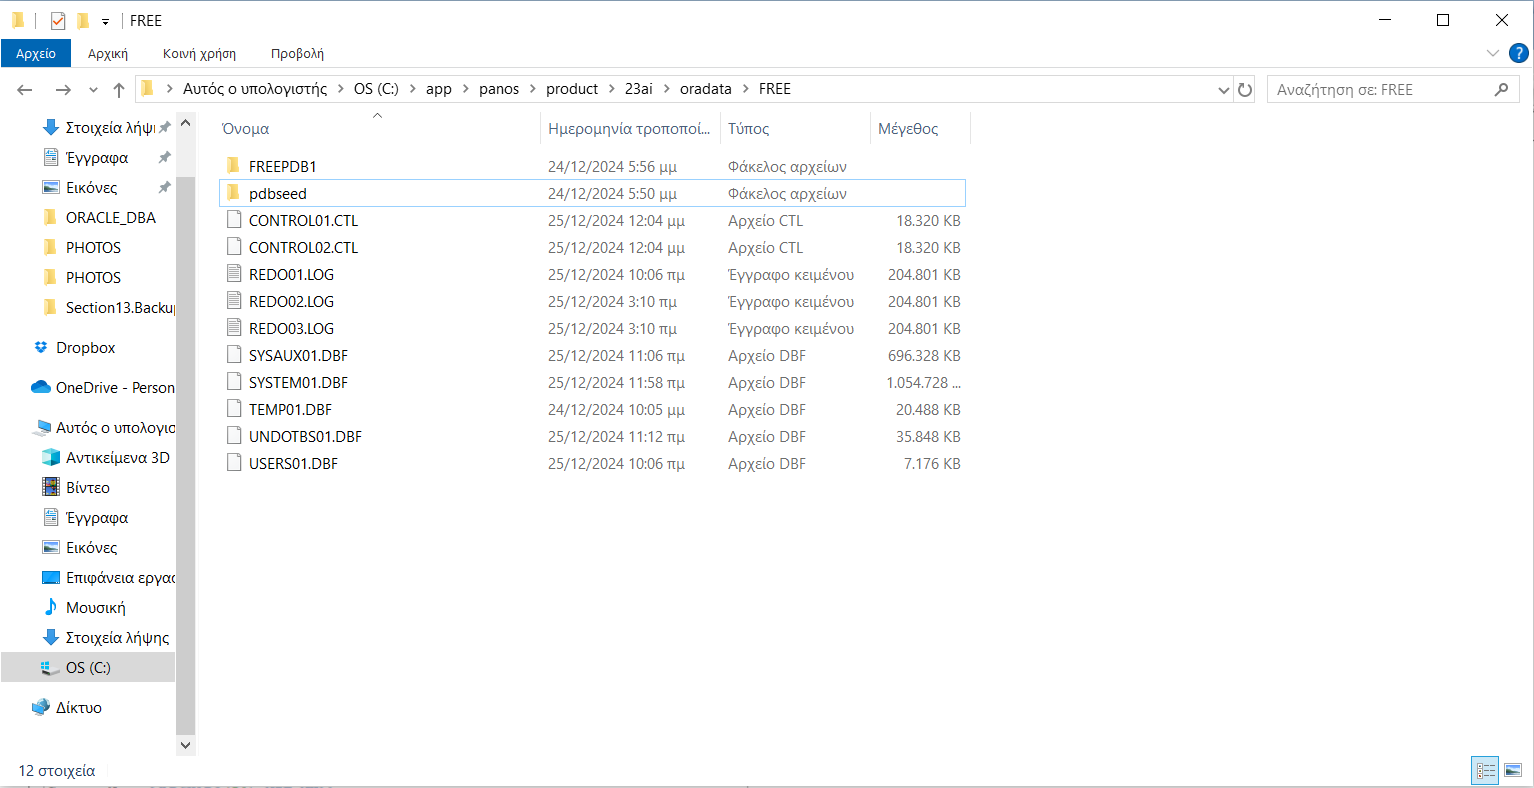 FREE
Αρχείο Αρχική Κοινή χρήση Προβολή
Αυτός ο υπολογιστής > OS (C:) > app > panos > product > 23ai > oradata > FREE
Αναζήτηση σε: FREE
Στοιχεία λήψη
Έγγραφα
Εικόνες
ORACLE_DBA
PHOTOS
PHOTOS
Section13.Backup
Dropbox
OneDrive - Person
Αυτός ο υπολογισ
Αντικείμενα 3D
Βίντεο
Έγγραφα
Εικόνες
Επιφάνεια εργασ
Μουσική
Στοιχεία λήψης
OS (C:)
Δίκτυο
Όνομα Ημερομηνία τροποποί... Τύπος Μέγεθος
FREEPDB1 24/12/2024 5:56 μμ Φάκελος αρχείων
pdbseed 24/12/2024 5:50 μμ Φάκελος αρχείων
CONTROL01.CTL 25/12/2024 12:04 μμ Αρχείο CTL 18.320 KB
CONTROL02.CTL 25/12/2024 12:04 μμ Αρχείο CTL 18.320 KB
REDO01.LOG 25/12/2024 10:06 πμ Έγγραφο κειμένου 204.801 KB
REDO02.LOG 25/12/2024 3:10 πμ Έγγραφο κειμένου 204.801 KB
REDO03.LOG 25/12/2024 3:10 πμ Έγγραφο κειμένου 204.801 KB
SYSAUX01.DBF 25/12/2024 11:06 πμ Αρχείο DBF 696.328 KB
SYSTEM01.DBF 25/12/2024 11:58 πμ Αρχείο DBF 1.054.728 ...
TEMP01.DBF 24/12/2024 10:05 μμ Αρχείο DBF 20.488 KB
UNDOTBS01.DBF 25/12/2024 11:12 πμ Αρχείο DBF 35.848 KB
USERS01.DBF 25/12/2024 10:06 πμ Αρχείο DBF 7.176 KB
12 στοιχεία